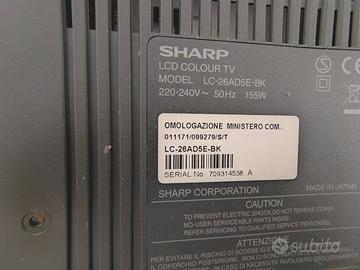 SHARP
LCD COLOUR TV
MODEL LC-26AD5E-BK
220-240V~ 50Hz 155W
OMOLOGAZIONE MINISTERO COM.:
011171/099279/S/T
LC-26AD5E-BK
SERIAL No. 709314538 A
SHARP CORPORATION
MADE IN JAPAN
CAUTION
TO PREVENT ELECTRIC SHOCK, DO NOT REMOVE
NO USER-SERVICEABLE PARTS INSIDE.
REFER SERVICING TO QUALIFIED SERVICE
ATTENZIONE
subito